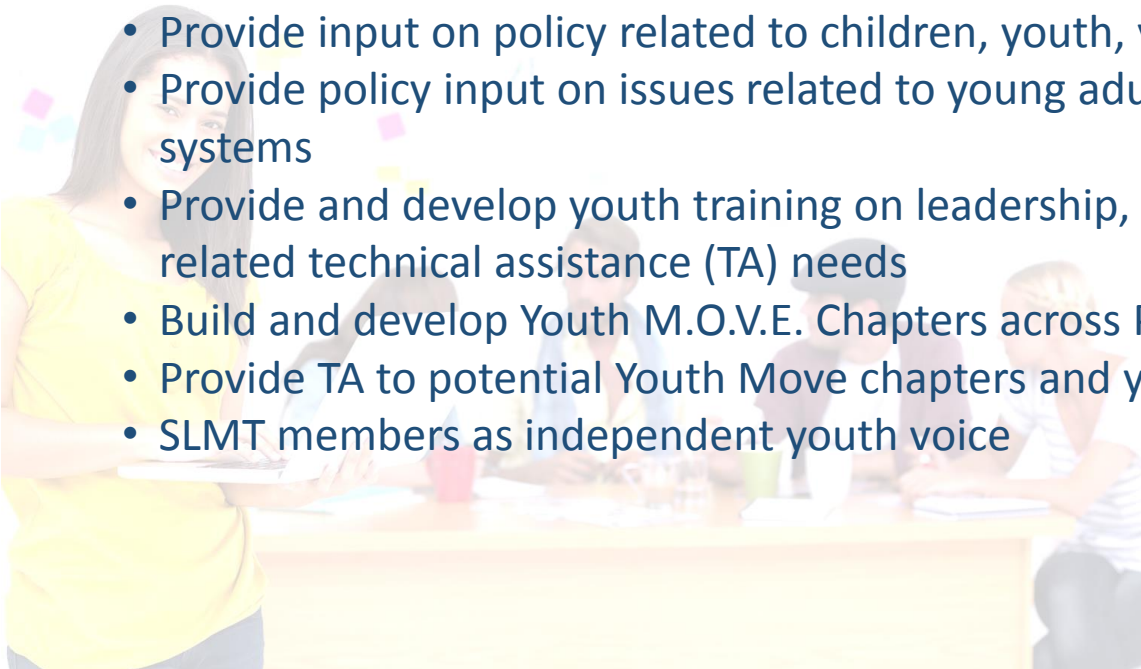 • Provide input on policy related to children, youth,
• Provide policy input on issues related to young
systems
• Provide and develop youth training on leadership,
related technical assistance (TA) needs
• Build and develop Youth M.O.V.E. Chapters across
• Provide TA to potential Youth Move chapters and
• SLMT members as independent youth voice